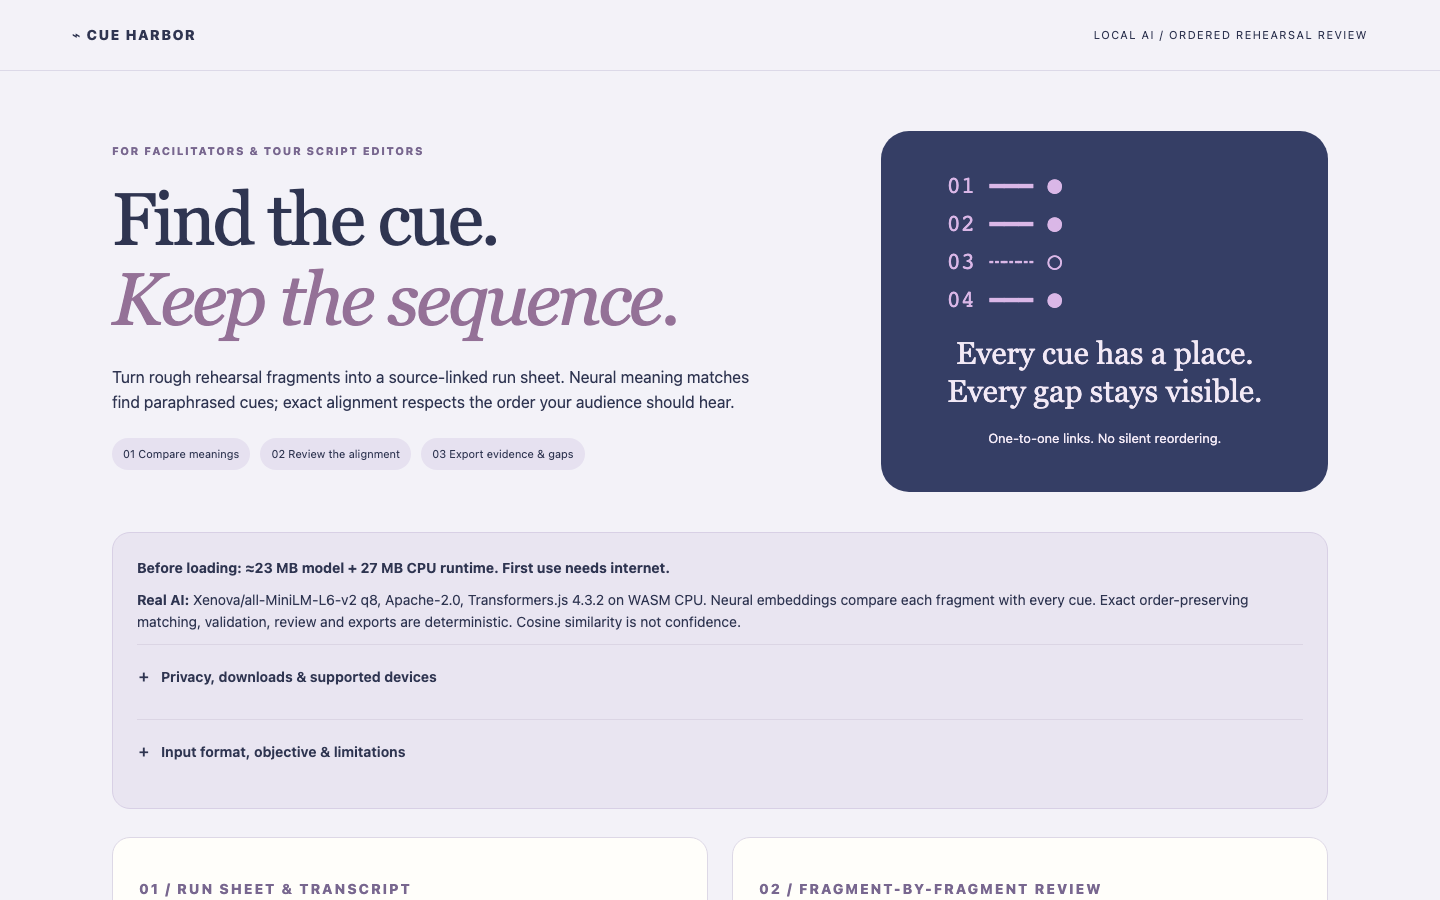 ⌁ CUE HARBOR
LOCAL AI / ORDERED REHEARSAL REVIEW
FOR FACILITATORS & TOUR SCRIPT EDITORS
Find the cue.
Keep the sequence.
Turn rough rehearsal fragments into a source-linked run sheet. Neural meaning matches
find paraphrased cues; exact alignment respects the order your audience should hear.
01 Compare meanings
02 Review the alignment
03 Export evidence & gaps
01
02
03
04
Every cue has a place.
Every gap stays visible.
One-to-one links. No silent reordering.
Before loading: ≈23 MB model + 27 MB CPU runtime. First use needs internet.
Real AI: Xenova/all-MiniLM-L6-v2 q8, Apache-2.0, Transformers.js 4.3.2 on WASM CPU. Neural embeddings compare each fragment with every cue. Exact order-preserving
matching, validation, review and exports are deterministic. Cosine similarity is not confidence.
+ Privacy, downloads & supported devices
+ Input format, objective & limitations
01 / RUN SHEET & TRANSCRIPT
02 / FRAGMENT-BY-FRAGMENT REVIEW